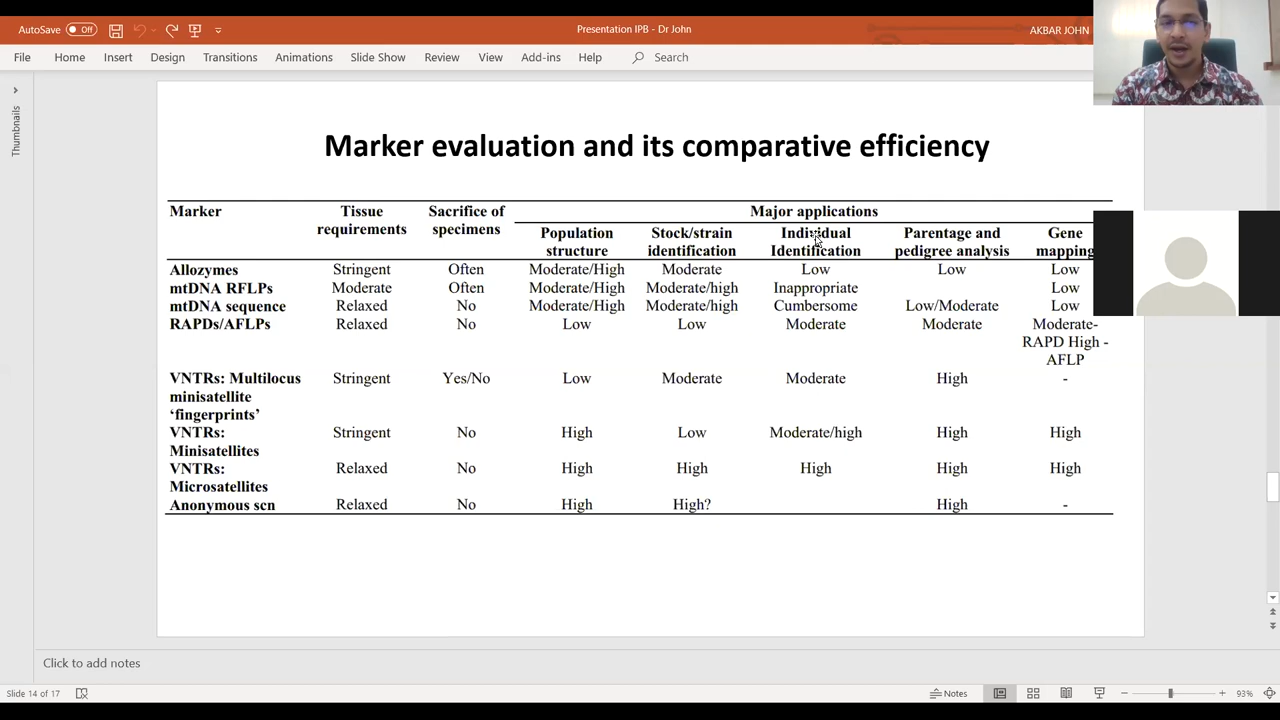 AutoSave Off Presentation IPB - Dr John AKBAR JOHN
File Home Insert Design Transitions Animations Slide Show Review View Add-ins Help Search
Thumbnails
Marker evaluation and its comparative efficiency
Marker Tissue Sacrifice of Major applications
requirements specimens
Population Stock/strain Individual Parentage and Gene
structure identification Identification pedigree analysis mapping
Allozymes Stringent Often Moderate/High Moderate Low Low Low
mtDNA RFLPs Moderate Often Moderate/High Moderate/high Inappropriate Low
mtDNA sequence Relaxed No Moderate/High Moderate/high Cumbersome Low/Moderate Low
RAPDs/AFLPs Relaxed No Low Low Moderate Moderate Moderate-
RAPD High -
AFLP
VNTRs: Multilocus Stringent Yes/No Low Moderate Moderate High -
minisatellite
‘fingerprints’
VNTRs: Stringent No High Low Moderate/high High High
Minisatellites
VNTRs: Relaxed No High High High High High
Microsatellites
Anonymous scn Relaxed No High High? High -
Click to add notes
Slide 14 of 17 Notes 93%